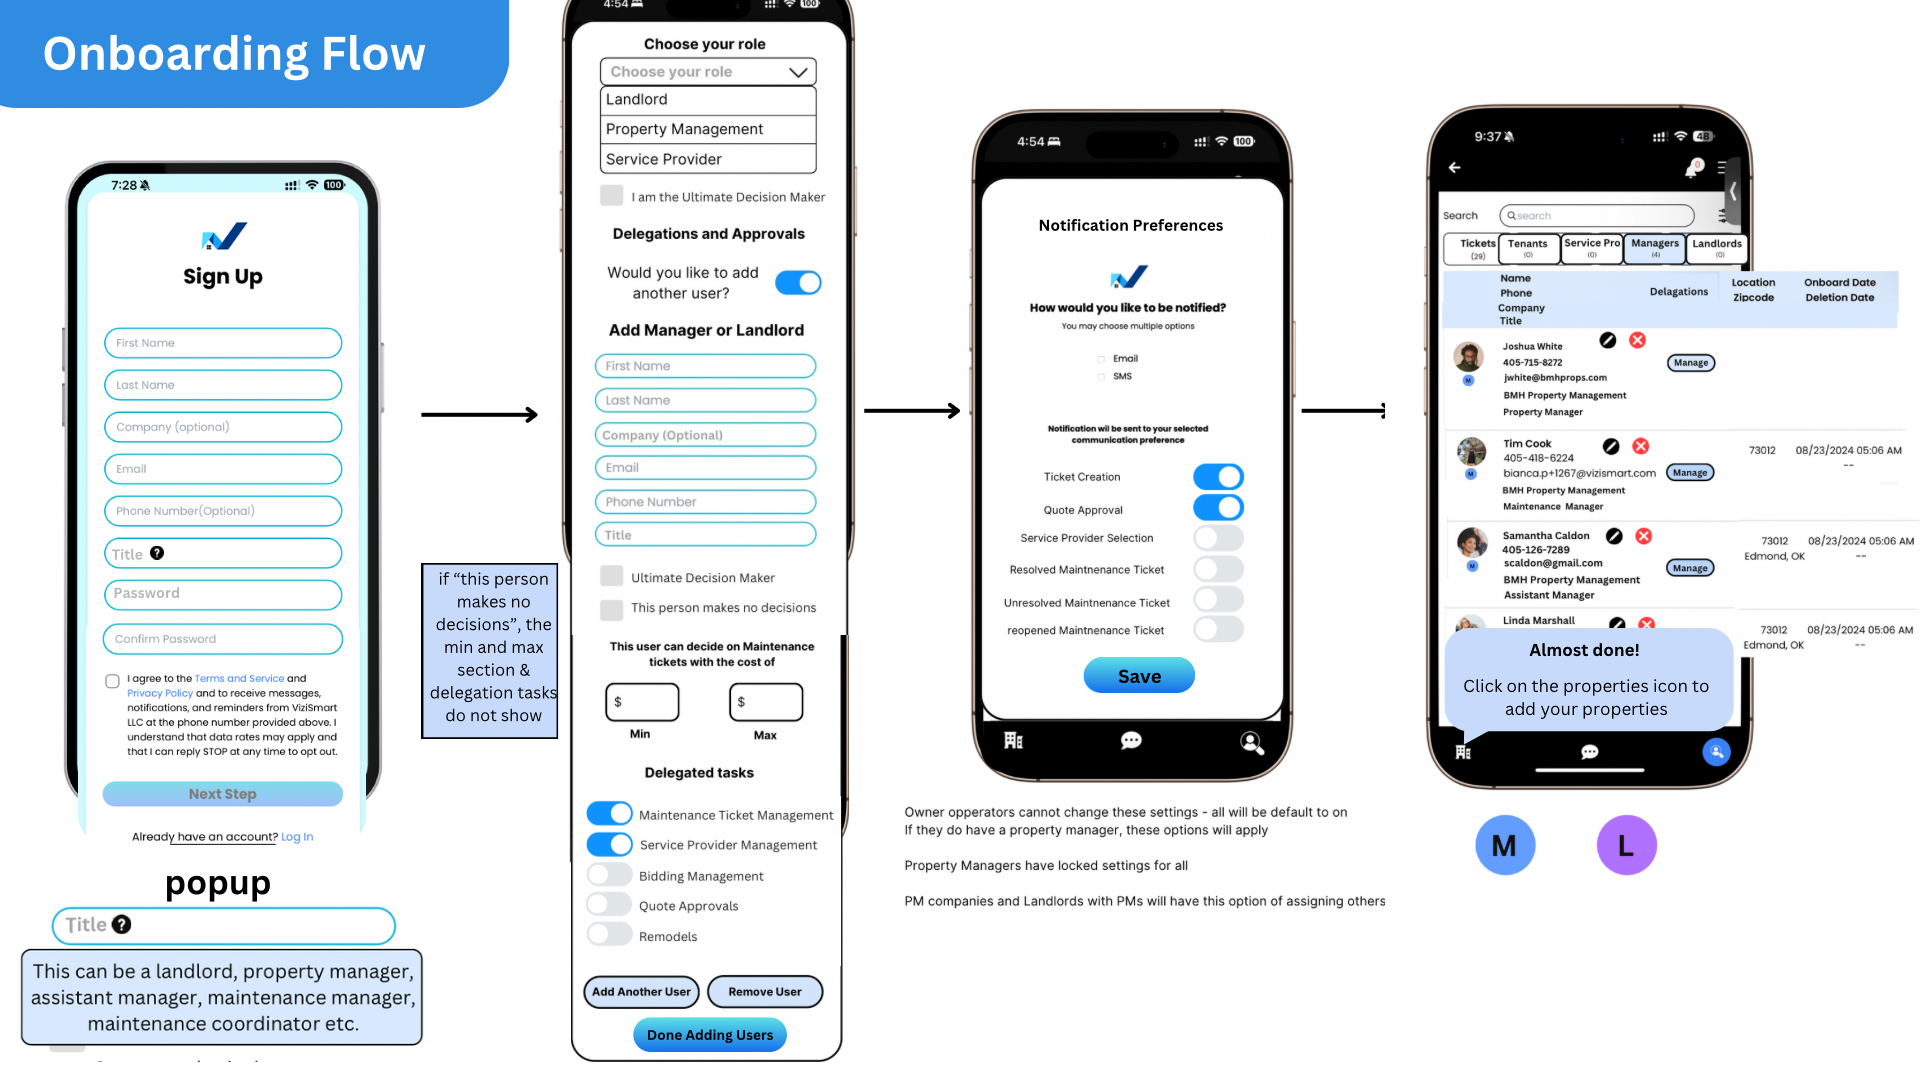 Onboarding Flow
7:28
100
Sign Up
First Name
Last Name
Company (optional)
Email
Phone Number(Optional)
Title ?
Password
Confirm Password
I agree to the Terms and Service and
Privacy Policy and to receive messages,
notifications, and reminders from ViziSmart
LLC at the phone number provided above. I
understand that data rates may apply and
that I can reply STOP at any time to opt out.
Next Step
Already have an account? Log In
popup
Title ?
This can be a landlord, property manager,
assistant manager, maintenance manager,
maintenance coordinator etc.
if “this person
makes no
decisions”, the
min and max
section &
delegation tasks
do not show
4:54
100
Choose your role
Choose your role
Landlord
Property Management
Service Provider
I am the Ultimate Decision Maker
Delegations and Approvals
Would you like to add
another user?
Add Manager or Landlord
First Name
Last Name
Company (Optional)
Email
Phone Number
Title
Ultimate Decision Maker
This person makes no decisions
This user can decide on Maintenance
tickets with the cost of
$ $
Min Max
Delegated tasks
Maintenance Ticket Management
Service Provider Management
Bidding Management
Quote Approvals
Remodels
Add Another User Remove User
Done Adding Users
4:54
100
Notification Preferences
How would you like to be notified?
You may choose multiple options
Email
SMS
Notification wil be sent to your selected
communication preference
Ticket Creation
Quote Approval
Service Provider Selection
Resolved Maintnenance Ticket
Unresolved Maintnenance Ticket
reopened Maintnenance Ticket
Save
Owner opperators cannot change these settings - all will be default to on
If they do have a property manager, these options will apply
Property Managers have locked settings for all
PM companies and Landlords with PMs will have this option of assigning others
9:37
48
0
Search search
Tickets Tenants Service Pro Managers Landlords
(29) (0) (0) (4) (0)
Name
Phone
Company
Title
Delagations
Location
Zipcode
Onboard Date
Deletion Date
Joshua White
405-715-8272
jwhite@bmhprops.com
BMH Property Management
Property Manager
M
Manage
Tim Cook
405-418-6224
bianca.p+1267@vizismart.com
BMH Property Management
Maintenance Manager
M
Manage
73012 08/23/2024 05:06 AM
--
Samantha Caldon
405-126-7289
scaldon@gmail.com
BMH Property Management
Assistant Manager
M
Manage
73012 08/23/2024 05:06 AM
Edmond, OK --
Linda Marshall
73012 08/23/2024 05:06 AM
Edmond, OK --
Almost done!
Click on the properties icon to
add your properties
M L